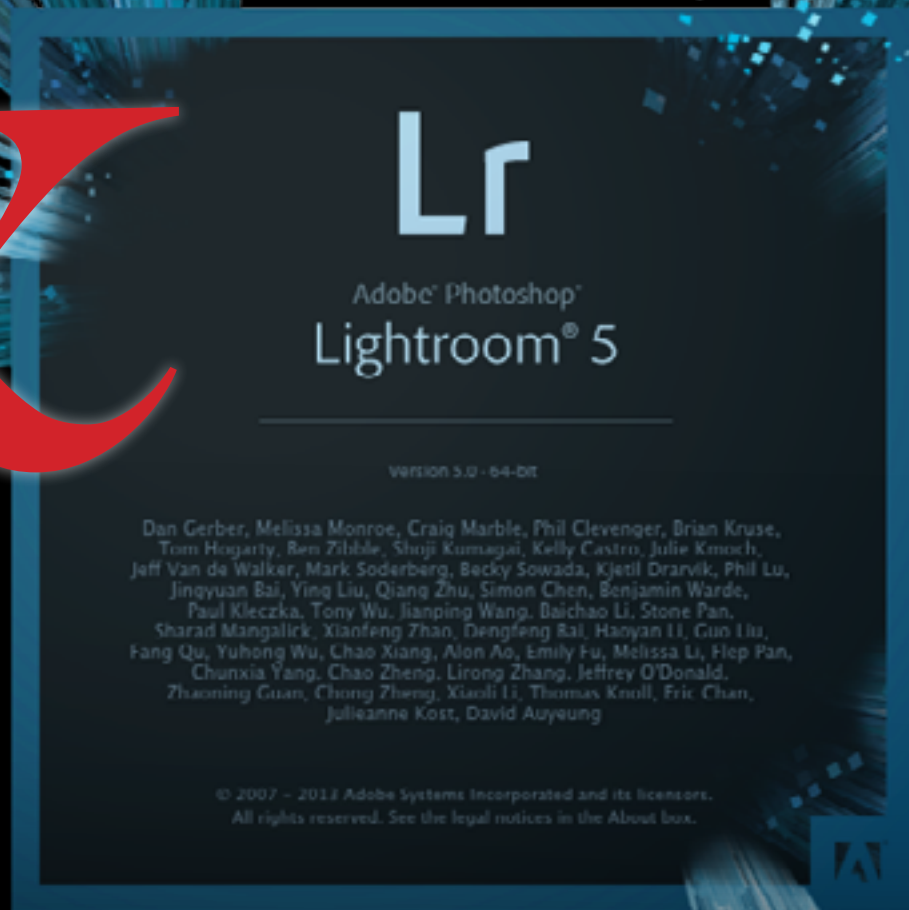 Lr
Adobe® Photoshop®
Lightroom® 5
Version 5.0 - 64-bit
Dan Gerber, Melissa Monroe, Craig Marble, Phil Clevenger, Brian Kruse,
Tom Hogarty, Ben Zibble, Shoji Kumagai, Kelly Castro, Julie Kmoch,
Jeff Van de Walker, Mark Soderberg, Becky Sowada, Kjetil Drarvik, Phil Lu,
Jingyuan Bai, Ying Liu, Qiang Zhu, Simon Chen, Benjamin Warde,
Paul Kleczka, Tony Wu, Jianping Wang, Baichao Li, Stone Pan,
Sharad Mangalick, Xiaofeng Zhao, Dengfeng Bai, Haoyan Li, Guo Liu,
Fang Qu, Yuhong Wu, Chao Xiang, Alon Ao, Emily Fu, Melissa Li, Flep Pan,
Chunxia Yang, Chao Zheng, Lirong Zhang, Jeffrey O'Donald,
Zhaoning Guan, Chong Zheng, Xiaoli Li, Thomas Knoll, Eric Chan,
Julieanne Kost, David Auyeung
© 2007 - 2013 Adobe Systems Incorporated and its licensors.
All rights reserved. See the legal notices in the About box.